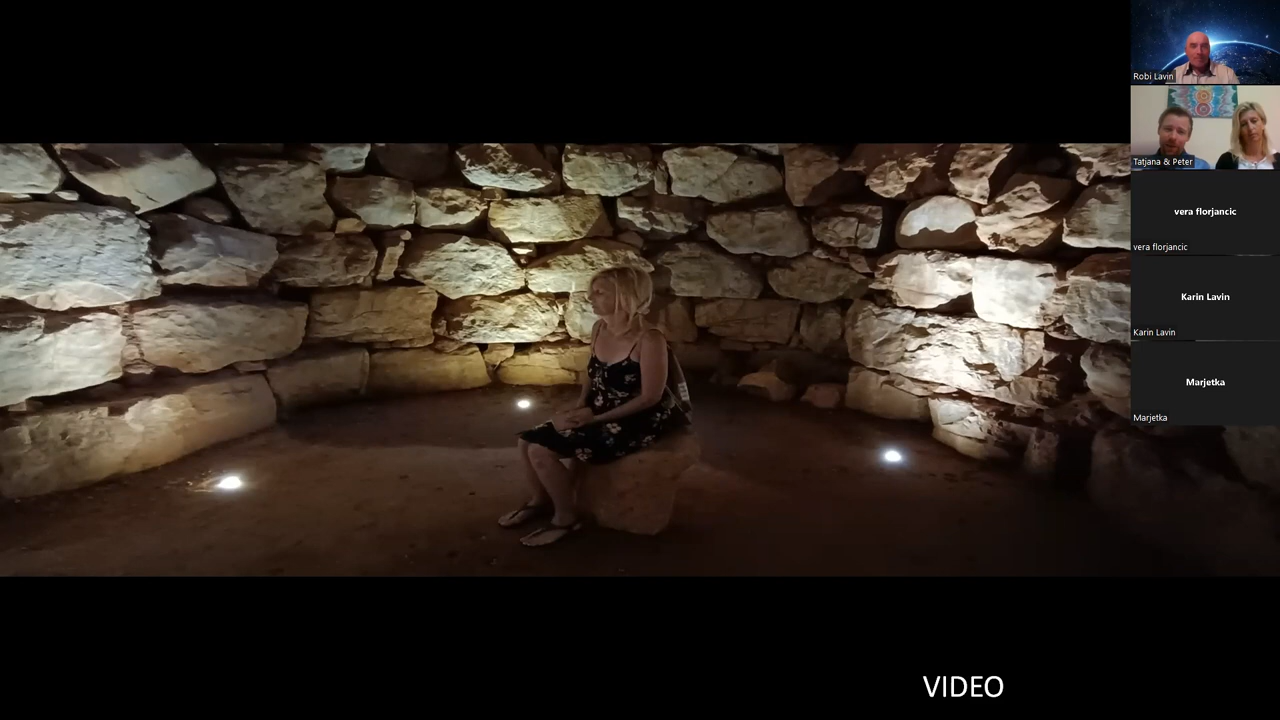 Robi Lavin
Tatjana & Peter
vera florjancic
vera florjancic
Karin Lavin
Karin Lavin
Marjetka
Marjetka
VIDEO